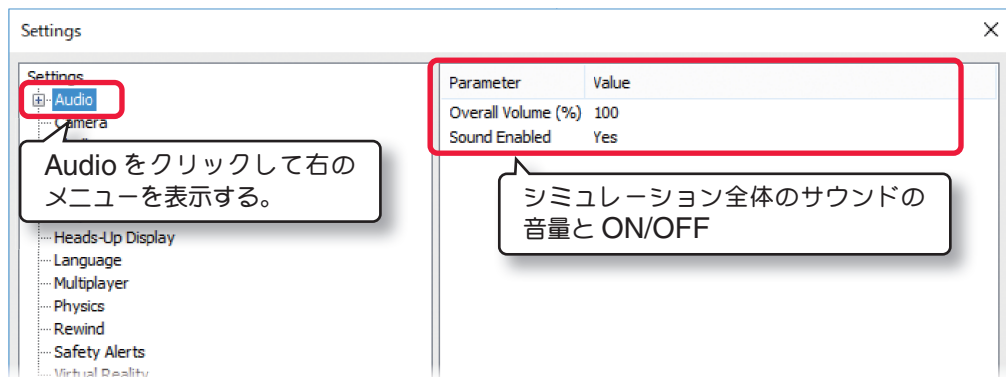 Settings
Settings
Audio
Camera
Audio をクリックして右の
メニューを表示する。
Heads-Up Display
Language
Multiplayer
Physics
Rewind
Safety Alerts
Virtual Reality
Parameter Value
Overall Volume (%) 100
Sound Enabled Yes
シミュレーション全体のサウンドの
音量と ON/OFF